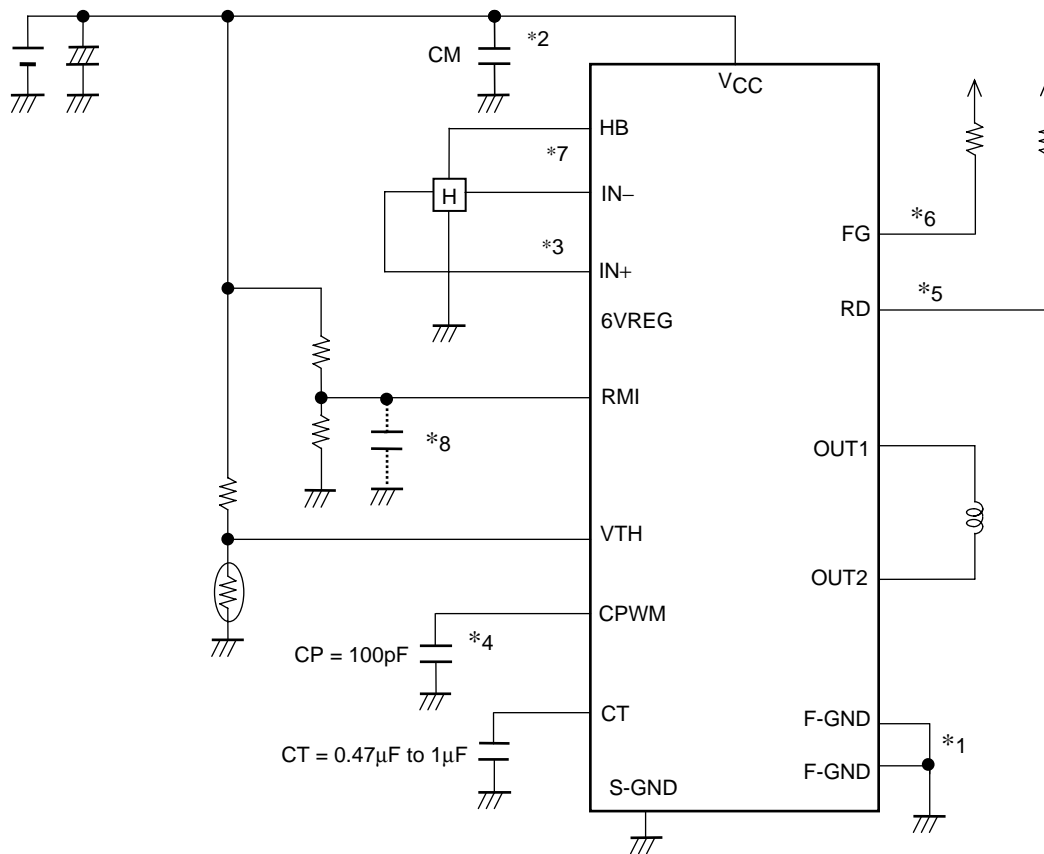 CM
*2
VCC
HB
*7
H
IN−
*3
IN+
FG
*6
6VREG
RD
*5
RMI
*8
OUT1
VTH
OUT2
CPWM
*4
CP = 100pF
CT
F-GND
*1
CT = 0.47μF to 1μF
F-GND
S-GND